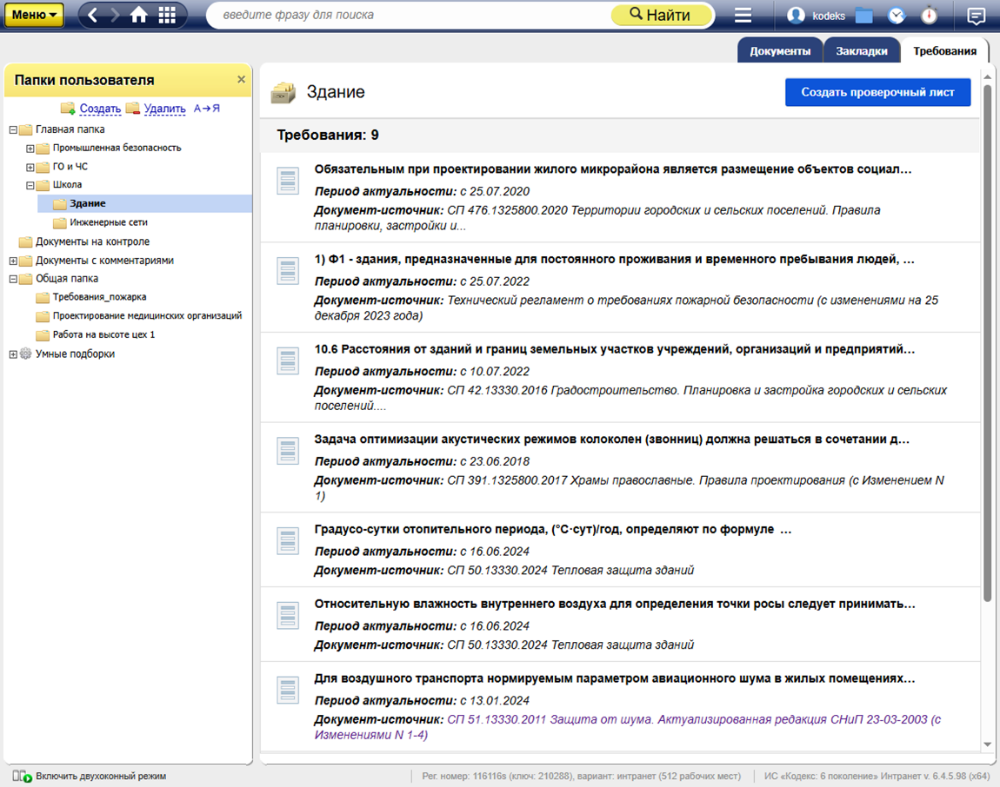 Меню
введите фразу для поиска
Найти
kodeks
Документы
Закладки
Требования
Папки пользователя
Создать Удалить А→Я
Главная папка
Промышленная безопасность
ГО и ЧС
Школа
Здание
Инженерные сети
Документы на контроле
Документы с комментариями
Общая папка
Требования_пожарка
Проектирование медицинских организаций
Работа на высоте цех 1
Умные подборки
Здание
Создать проверочный лист
Требования: 9
Обязательным при проектировании жилого микрорайона является размещение объектов социал...
Период актуальности: с 25.07.2020
Документ-источник: СП 476.1325800.2020 Территории городских и сельских поселений. Правила
планировки, застройки и...
1) Ф1 - здания, предназначенные для постоянного проживания и временного пребывания людей, ...
Период актуальности: с 25.07.2022
Документ-источник: Технический регламент о требованиях пожарной безопасности (с изменениями на 25
декабря 2023 года)
10.6 Расстояния от зданий и границ земельных участков учреждений, организаций и предприятий...
Период актуальности: с 10.07.2022
Документ-источник: СП 42.13330.2016 Градостроительство. Планировка и застройка городских и сельских
поселений....
Задача оптимизации акустических режимов колоколен (звонниц) должна решаться в сочетании д...
Период актуальности: с 23.06.2018
Документ-источник: СП 391.1325800.2017 Храмы православные. Правила проектирования (с Изменением N
1)
Градусо-сутки отопительного периода, (°С·сут)/год, определяют по формуле ...
Период актуальности: с 16.06.2024
Документ-источник: СП 50.13330.2024 Тепловая защита зданий
Относительную влажность внутреннего воздуха для определения точки росы следует принимать...
Период актуальности: с 16.06.2024
Документ-источник: СП 50.13330.2024 Тепловая защита зданий
Для воздушного транспорта нормируемым параметром авиационного шума в жилых помещениях...
Период актуальности: с 13.01.2024
Документ-источник: СП 51.13330.2011 Защита от шума. Актуализированная редакция СНиП 23-03-2003 (с
Изменениями N 1-4)
Включить двухоконный режим
Рег. номер: 116116s (ключ: 210288), вариант: интранет (512 рабочих мест)
ИС «Кодекс: 6 поколение» Интранет v. 6.4.5.98 (x64)